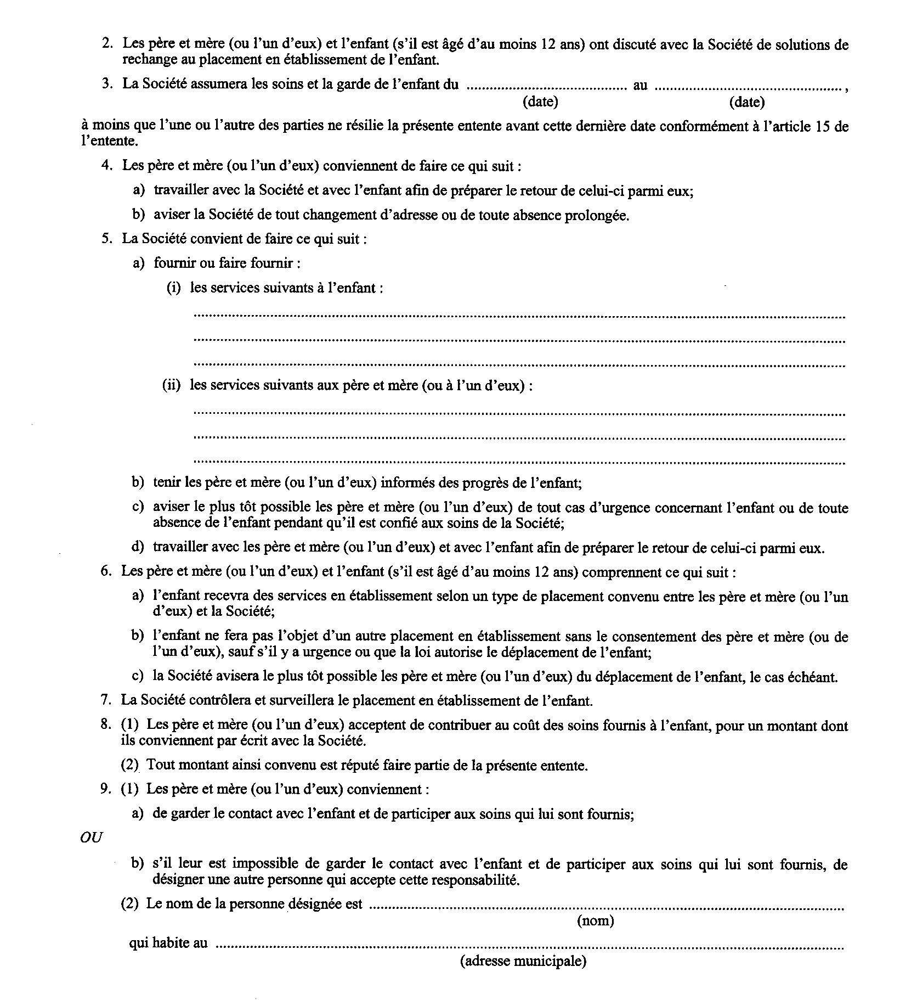 2. Les père et mère (ou l'un d'eux) et l'enfant (s'il est âgé d'au moins 12 ans) ont discuté avec la Société de solutions de
rechange au placement en établissement de l'enfant.
3. La Société assumera les soins et la garde de l'enfant du .......................................... au ................................................. ,
(date) (date)
à moins que l'une ou l'autre des parties ne résilie la présente entente avant cette dernière date conformément à l'article 15 de
l'entente.
4. Les père et mère (ou l'un d'eux) conviennent de faire ce qui suit :
a) travailler avec la Société et avec l'enfant afin de préparer le retour de celui-ci parmi eux;
b) aviser la Société de tout changement d'adresse ou de toute absence prolongée.
5. La Société convient de faire ce qui suit :
a) fournir ou faire fournir :
(i) les services suivants à l'enfant :
..........................................................................................
..........................................................................................
..........................................................................................
(ii) les services suivants aux père et mère (ou à l'un d'eux) :
..........................................................................................
..........................................................................................
..........................................................................................
b) tenir les père et mère (ou l'un d'eux) informés des progrès de l'enfant;
c) aviser le plus tôt possible les père et mère (ou l'un d'eux) de tout cas d'urgence concernant l'enfant ou de toute
absence de l'enfant pendant qu'il est confié aux soins de la Société;
d) travailler avec les père et mère (ou l'un d'eux) et avec l'enfant afin de préparer le retour de celui-ci parmi eux.
6. Les père et mère (ou l'un d'eux) et l'enfant (s'il est âgé d'au moins 12 ans) comprennent ce qui suit :
a) l'enfant recevra des services en établissement selon un type de placement convenu entre les père et mère (ou l'un
d'eux) et la Société;
b) l'enfant ne fera pas l'objet d'un autre placement en établissement sans le consentement des père et mère (ou de
l'un d'eux), sauf s'il y a urgence ou que la loi autorise le déplacement de l'enfant;
c) la Société avisera le plus tôt possible les père et mère (ou l'un d'eux) du déplacement de l'enfant, le cas échéant.
7. La Société contrôlera et surveillera le placement en établissement de l'enfant.
8. (1) Les père et mère (ou l'un d'eux) acceptent de contribuer au coût des soins fournis à l'enfant, pour un montant dont
ils conviennent par écrit avec la Société.
(2) Tout montant ainsi convenu est réputé faire partie de la présente entente.
9. (1) Les père et mère (ou l'un d'eux) conviennent :
a) de garder le contact avec l'enfant et de participer aux soins qui lui sont fournis;
OU
b) s'il leur est impossible de garder le contact avec l'enfant et de participer aux soins qui lui sont fournis, de
désigner une autre personne qui accepte cette responsabilité.
(2) Le nom de la personne désignée est ..........................................................................................
(nom)
qui habite au ..........................................................................................
(adresse municipale)